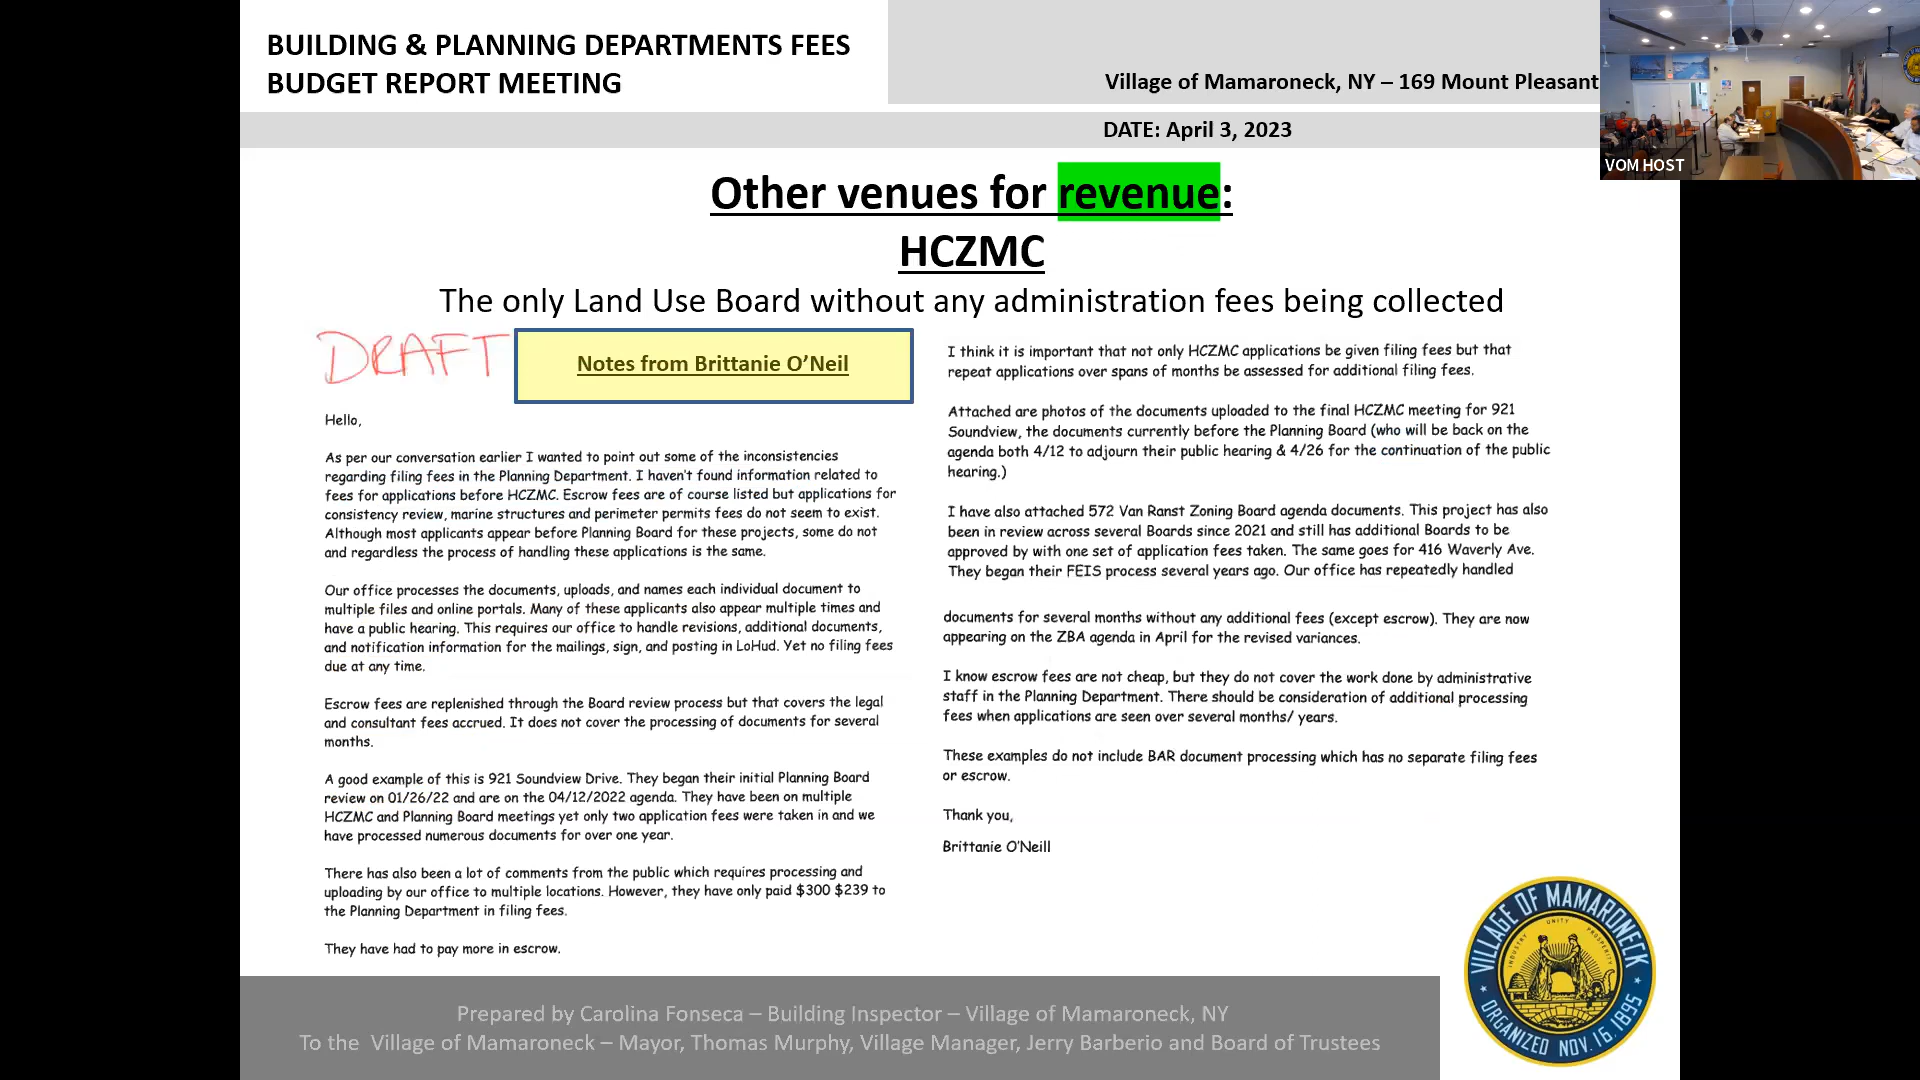 BUILDING & PLANNING DEPARTMENTS FEES
BUDGET REPORT MEETING
Village of Mamaroneck, NY – 169 Mount Pleasant
DATE: April 3, 2023
VOM HOST
Other venues for revenue:
HCZMC
The only Land Use Board without any administration fees being collected
DRAFT
Notes from Brittanie O’Neil
Hello,
As per our conversation earlier I wanted to point out some of the inconsistencies
regarding filing fees in the Planning Department. I haven't found information related to
fees for applications before HCZMC. Escrow fees are of course listed but applications for
consistency review, marine structures and perimeter permits fees do not seem to exist.
Although most applicants appear before Planning Board for these projects, some do not
and regardless the process of handling these applications is the same.
Our office processes the documents, uploads, and names each individual document to
multiple files and online portals. Many of these applicants also appear multiple times and
have a public hearing. This requires our office to handle revisions, additional documents,
and notification information for the mailings, sign, and posting in LoHud. Yet no filing fees
due at any time.
Escrow fees are replenished through the Board review process but that covers the legal
and consultant fees accrued. It does not cover the processing of documents for several
months.
A good example of this is 921 Soundview Drive. They began their initial Planning Board
review on 01/26/22 and are on the 04/12/2022 agenda. They have been on multiple
HCZMC and Planning Board meetings yet only two application fees were taken in and we
have processed numerous documents for over one year.
There has also been a lot of comments from the public which requires processing and
uploading by our office to multiple locations. However, they have only paid $300 $239 to
the Planning Department in filing fees.
They have had to pay more in escrow.
I think it is important that not only HCZMC applications be given filing fees but that
repeat applications over spans of months be assessed for additional filing fees.
Attached are photos of the documents uploaded to the final HCZMC meeting for 921
Soundview, the documents currently before the Planning Board (who will be back on the
agenda both 4/12 to adjourn their public hearing & 4/26 for the continuation of the public
hearing.)
I have also attached 572 Van Ranst Zoning Board agenda documents. This project has also
been in review across several Boards since 2021 and still has additional Boards to be
approved by with one set of application fees taken. The same goes for 416 Waverly Ave.
They began their FEIS process several years ago. Our office has repeatedly handled
documents for several months without any additional fees (except escrow). They are now
appearing on the ZBA agenda in April for the revised variances.
I know escrow fees are not cheap, but they do not cover the work done by administrative
staff in the Planning Department. There should be consideration of additional processing
fees when applications are seen over several months/ years.
These examples do not include BAR document processing which has no separate filing fees
or escrow.
Thank you,
Brittanie O'Neill
VILLAGE OF MAMARONECK
INDUSTRY UNITY PROSPERITY
ORGANIZED NOV. 16, 1895
Prepared by Carolina Fonseca – Building Inspector – Village of Mamaroneck, NY
To the Village of Mamaroneck – Mayor, Thomas Murphy, Village Manager, Jerry Barberio and Board of Trustees